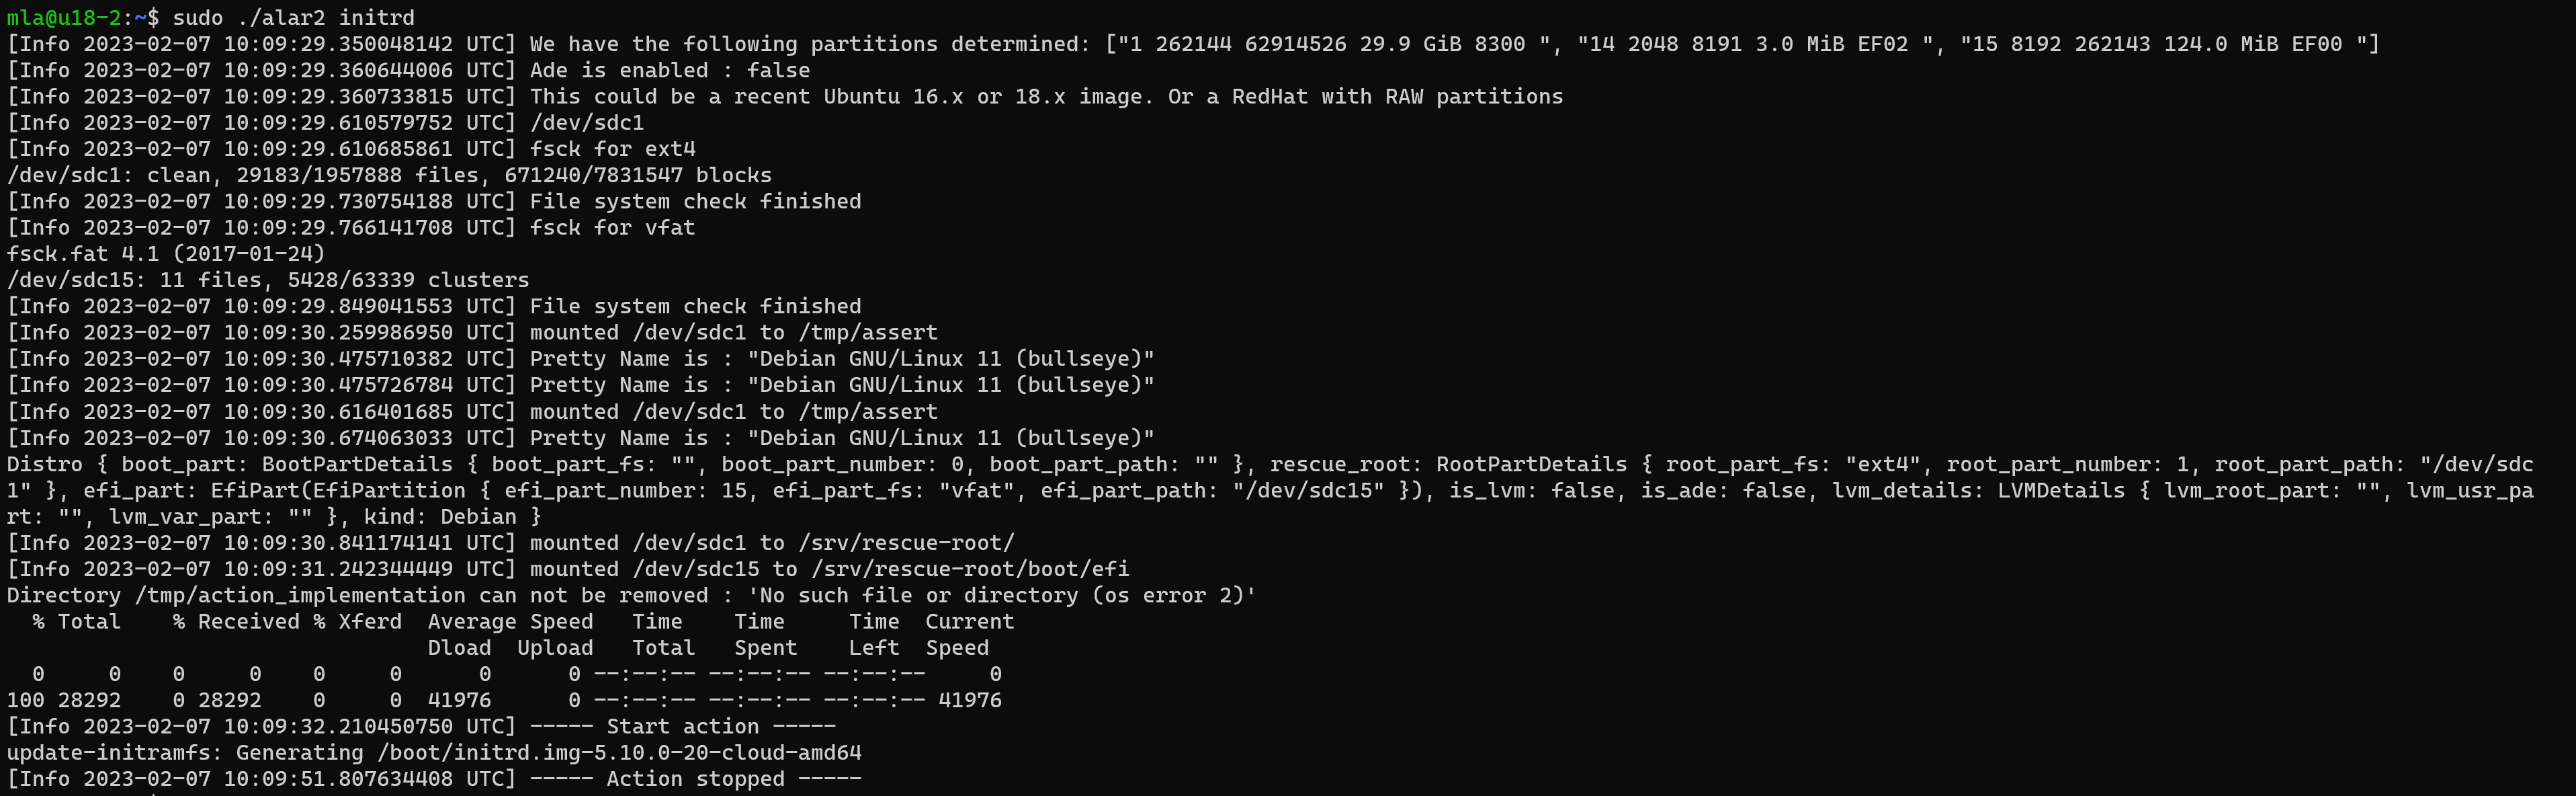 mla@u18-2:~$ sudo ./alar2 initrd
[Info 2023-02-07 10:09:29.350048142 UTC] We have the following partitions determined: ["1 262144 62914526 29.9 GiB 8300 ", "14 2048 8191 3.0 MiB EF02 ", "15 8192 262143 124.0 MiB EF00 "]
[Info 2023-02-07 10:09:29.360644006 UTC] Ade is enabled : false
[Info 2023-02-07 10:09:29.360733815 UTC] This could be a recent Ubuntu 16.x or 18.x image. Or a RedHat with RAW partitions
[Info 2023-02-07 10:09:29.610579752 UTC] /dev/sdc1
[Info 2023-02-07 10:09:29.610685861 UTC] fsck for ext4
/dev/sdc1: clean, 29183/1957888 files, 671240/7831547 blocks
[Info 2023-02-07 10:09:29.730754188 UTC] File system check finished
[Info 2023-02-07 10:09:29.766141708 UTC] fsck for vfat
fsck.fat 4.1 (2017-01-24)
/dev/sdc15: 11 files, 5428/63339 clusters
[Info 2023-02-07 10:09:29.849041553 UTC] File system check finished
[Info 2023-02-07 10:09:30.259986950 UTC] mounted /dev/sdc1 to /tmp/assert
[Info 2023-02-07 10:09:30.475710382 UTC] Pretty Name is : "Debian GNU/Linux 11 (bullseye)"
[Info 2023-02-07 10:09:30.475726784 UTC] Pretty Name is : "Debian GNU/Linux 11 (bullseye)"
[Info 2023-02-07 10:09:30.616401685 UTC] mounted /dev/sdc1 to /tmp/assert
[Info 2023-02-07 10:09:30.674063033 UTC] Pretty Name is : "Debian GNU/Linux 11 (bullseye)"
Distro { boot_part: BootPartDetails { boot_part_fs: "", boot_part_number: 0, boot_part_path: "" }, rescue_root: RootPartDetails { root_part_fs: "ext4", root_part_number: 1, root_part_path: "/dev/sdc
1" }, efi_part: EfiPart(EfiPartition { efi_part_number: 15, efi_part_fs: "vfat", efi_part_path: "/dev/sdc15" }), is_lvm: false, is_ade: false, lvm_details: LVMDetails { lvm_root_part: "", lvm_usr_pa
rt: "", lvm_var_part: "" }, kind: Debian }
[Info 2023-02-07 10:09:30.841174141 UTC] mounted /dev/sdc1 to /srv/rescue-root/
[Info 2023-02-07 10:09:31.242344449 UTC] mounted /dev/sdc15 to /srv/rescue-root/boot/efi
Directory /tmp/action_implementation can not be removed : 'No such file or directory (os error 2)'
  % Total    % Received % Xferd  Average Speed   Time    Time     Time  Current
                                 Dload  Upload   Total   Spent    Left  Speed
  0     0    0     0    0     0      0      0 --:--:-- --:--:-- --:--:--     0
100 28292    0 28292    0     0  41976      0 --:--:-- --:--:-- --:--:-- 41976
[Info 2023-02-07 10:09:32.210450750 UTC] ----- Start action -----
update-initramfs: Generating /boot/initrd.img-5.10.0-20-cloud-amd64
[Info 2023-02-07 10:09:51.807634408 UTC] ----- Action stopped -----